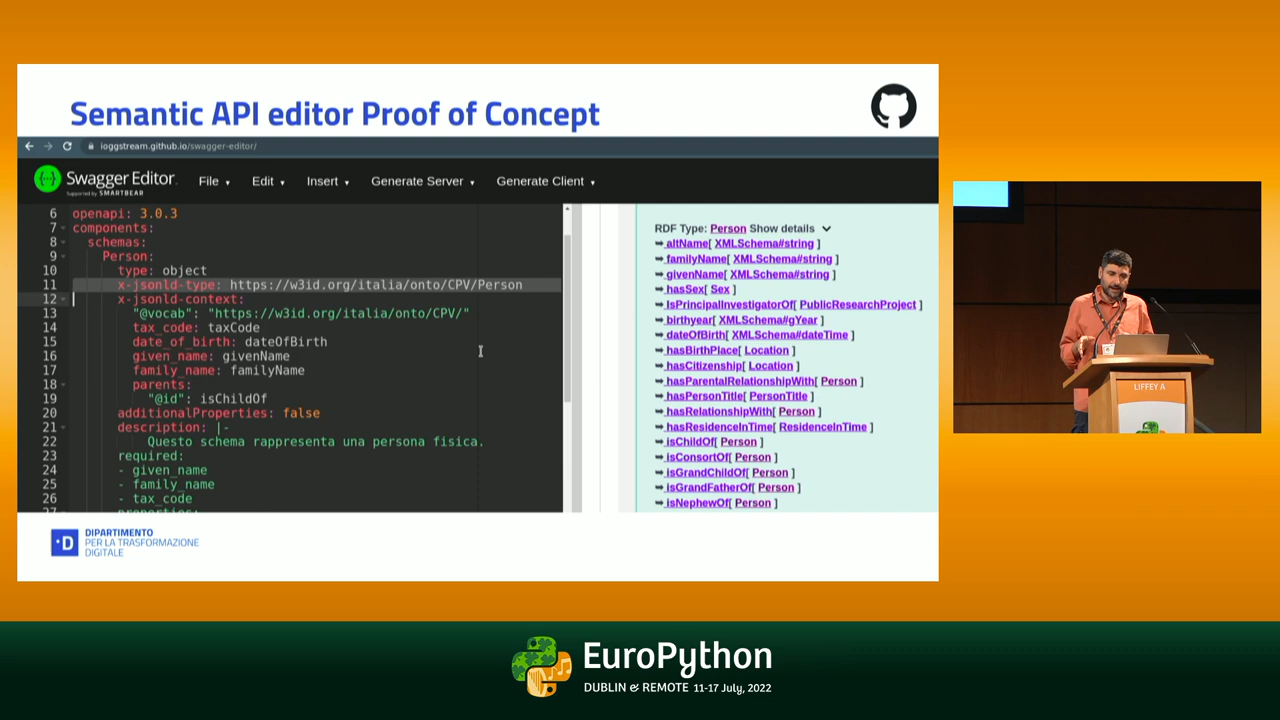 Semantic API editor Proof of Concept
ioggstream.github.io/swagger-editor/
Swagger Editor.
Supported by SMARTBEAR
File
Edit
Insert
Generate Server
Generate Client
6 openapi: 3.0.3
7 components:
8 schemas:
9 Person:
10 type: object
11 x-jsonld-type: https://w3id.org/italia/onto/CPV/Person
12 x-jsonld-context:
13 "@vocab": "https://w3id.org/italia/onto/CPV/"
14 tax_code: taxCode
15 date_of_birth: dateOfBirth
16 given_name: givenName
17 family_name: familyName
18 parents:
19 "@id": isChildOf
20 additionalProperties: false
21 description: |-
22 Questo schema rappresenta una persona fisica.
23 required:
24 - given_name
25 - family_name
26 - tax_code
27 properties:
RDF Type: Person Show details
altName[ XMLSchema#string ]
familyName[ XMLSchema#string ]
givenName[ XMLSchema#string ]
hasSex[ Sex ]
IsPrincipalInvestigatorOf[ PublicResearchProject ]
birthyear[ XMLSchema#gYear ]
dateOfBirth[ XMLSchema#dateTime ]
hasBirthPlace[ Location ]
hasCitizenship[ Location ]
hasParentalRelationshipWith[ Person ]
hasPersonTitle[ PersonTitle ]
hasRelationshipWith[ Person ]
hasResidenceInTime[ ResidenceInTime ]
isChildOf[ Person ]
isConsortOf[ Person ]
isGrandChildOf[ Person ]
isGrandFatherOf[ Person ]
isNephewOf[ Person ]
·D
DIPARTIMENTO
PER LA TRASFORMAZIONE
DIGITALE
LIFFEY A
EuroPython
DUBLIN & REMOTE 11-17 July, 2022